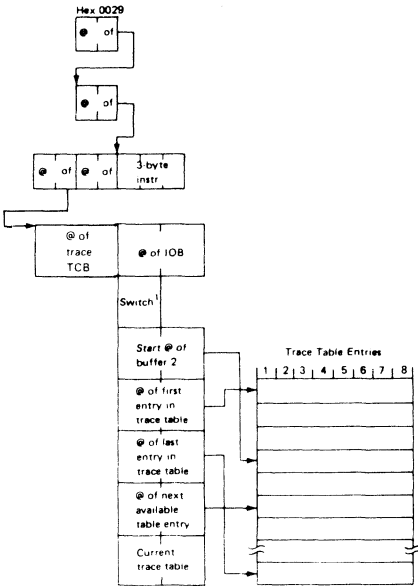 Hex 0029
@ of
@ of
@ of @ of 3-byte
instr
@ of
trace
TCB
@ of IOB
Switch1
Start @ of
buffer 2
@ of first
entry in
trace table
@ of last
entry in
trace table
@ of next
available
table entry
Current
trace table
Trace Table Entries
1 2 3 4 5 6 7 8